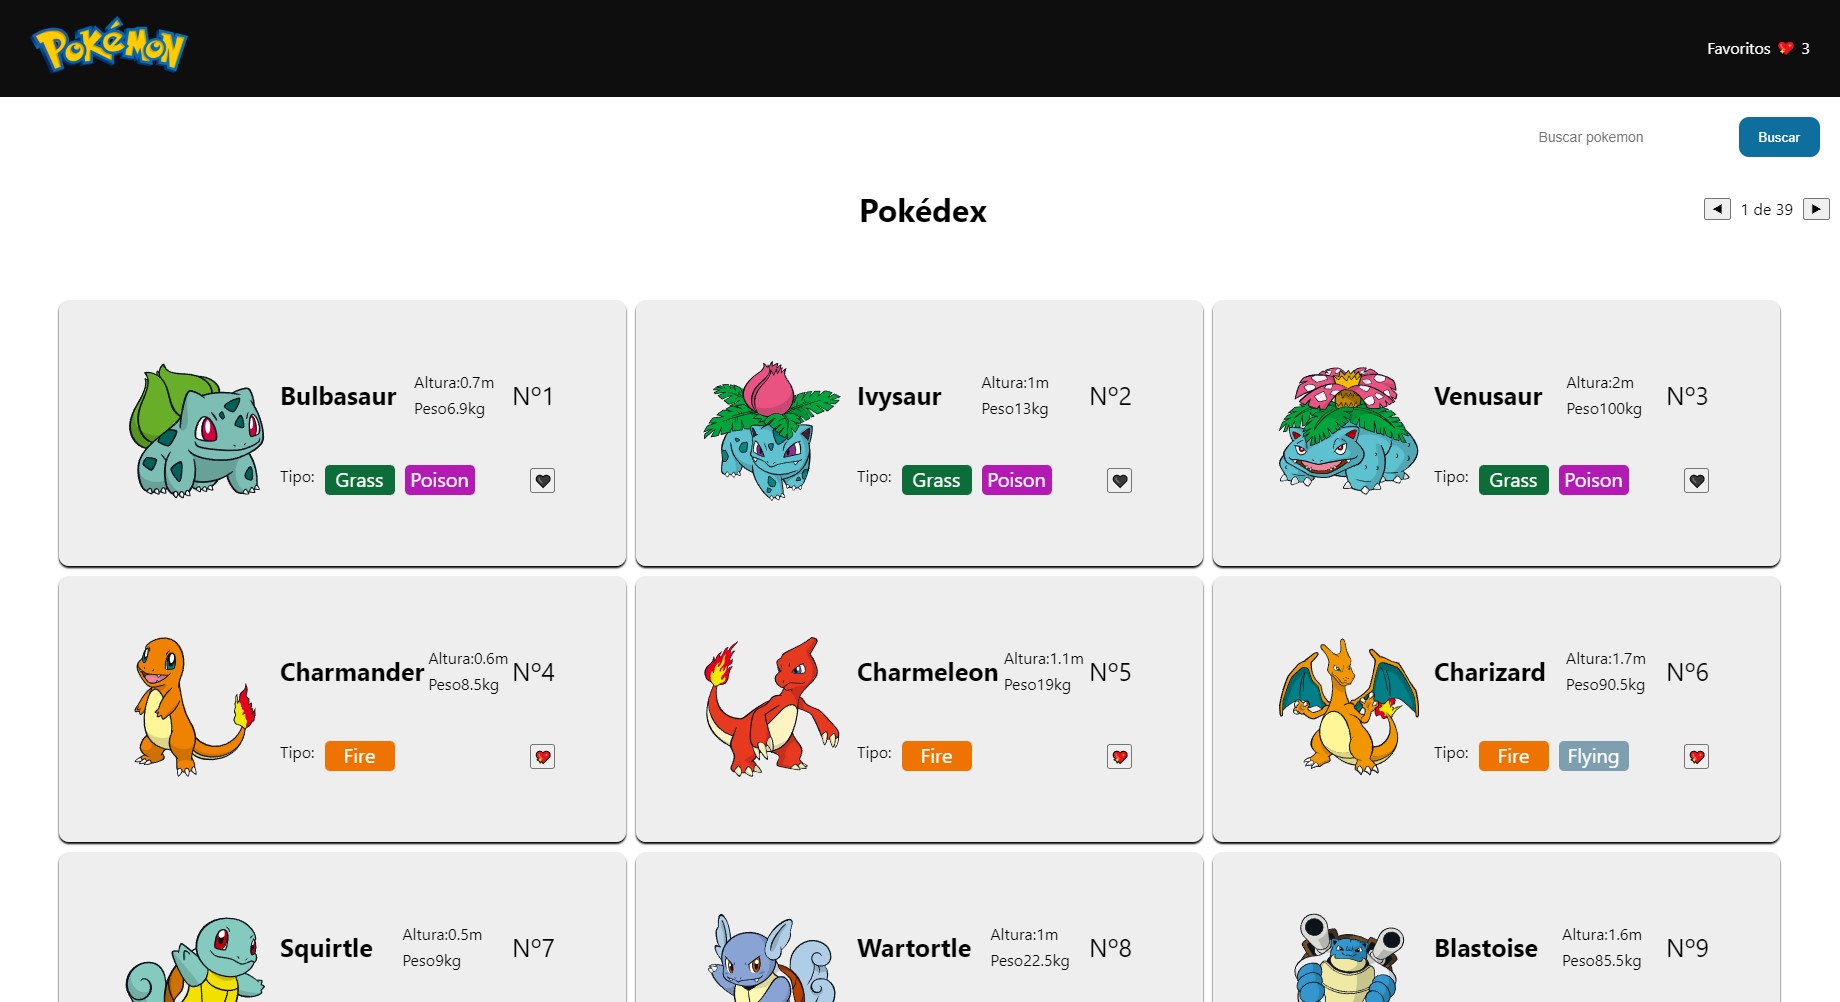 Pokémon
Favoritos 3
Buscar pokemon
Buscar
Pokédex
1 de 39
Bulbasaur
Altura:0.7m
Peso6.9kg
Nº1
Tipo: Grass Poison
Ivysaur
Altura:1m
Peso13kg
Nº2
Tipo: Grass Poison
Venusaur
Altura:2m
Peso100kg
Nº3
Tipo: Grass Poison
Charmander
Altura:0.6m
Peso8.5kg
Nº4
Tipo: Fire
Charmeleon
Altura:1.1m
Peso19kg
Nº5
Tipo: Fire
Charizard
Altura:1.7m
Peso90.5kg
Nº6
Tipo: Fire Flying
Squirtle
Altura:0.5m
Peso9kg
Nº7
Wartortle
Altura:1m
Peso22.5kg
Nº8
Blastoise
Altura:1.6m
Peso85.5kg
Nº9